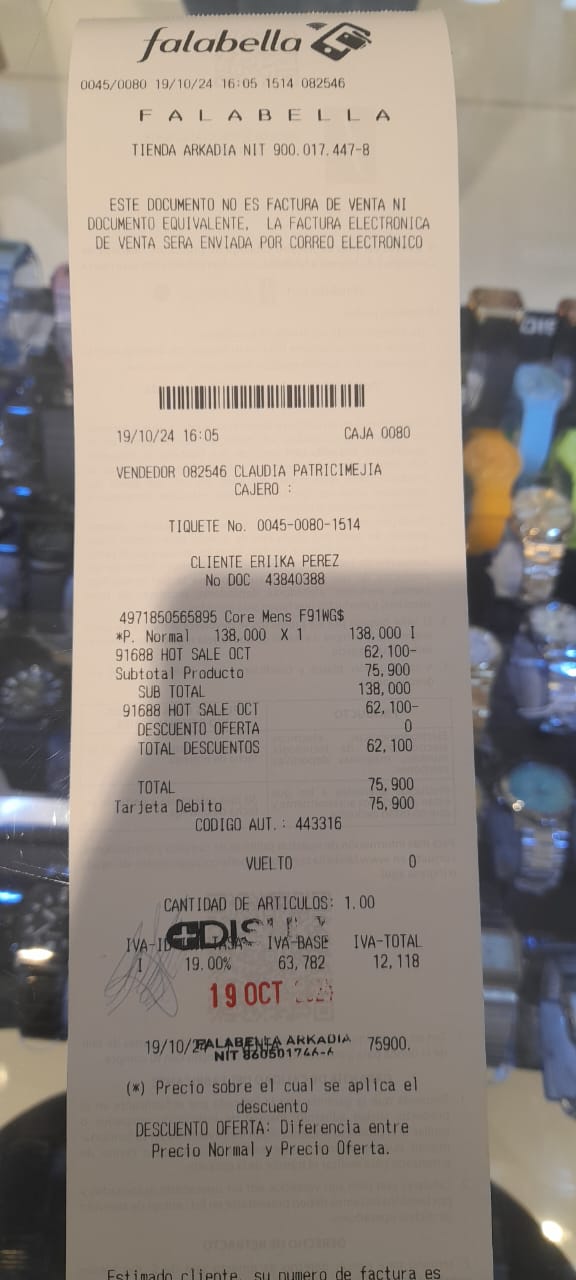 falabella
0045/0080 19/10/24 16:05 1514 082546
F A L A B E L L A
TIENDA ARKADIA NIT 900.017.447-8
ESTE DOCUMENTO NO ES FACTURA DE VENTA NI
DOCUMENTO EQUIVALENTE, LA FACTURA ELECTRONICA
DE VENTA SERA ENVIADA POR CORREO ELECTRONICO
19/10/24 16:05 CAJA 0080
VENDEDOR 082546 CLAUDIA PATRICIMEJIA
CAJERO :
TIQUETE No. 0045-0080-1514
CLIENTE ERIIKA PEREZ
No DOC 43840388
4971850565895 Core Mens F91WG$
*P. Normal 138,000 X 1 138,000 I
91688 HOT SALE OCT 62,100-
Subtotal Producto 75,900
SUB TOTAL 138,000
91688 HOT SALE OCT 62,100-
DESCUENTO OFERTA 0
TOTAL DESCUENTOS 62,100
TOTAL 75,900
Tarjeta Debito 75,900
CODIGO AUT.: 443316
VUELTO 0
CANTIDAD DE ARTICULOS: 1.00
IVA-BASE IVA-TOTAL
I 19.00% 63,782 12,118
19 OCT
19/10/ 75900.
FALABELLA ARKADIA
NIT 860501766-6
(*) Precio sobre el cual se aplica el
descuento
DESCUENTO OFERTA: Diferencia entre
Precio Normal y Precio Oferta.
Estimado cliente, su numero de factura es